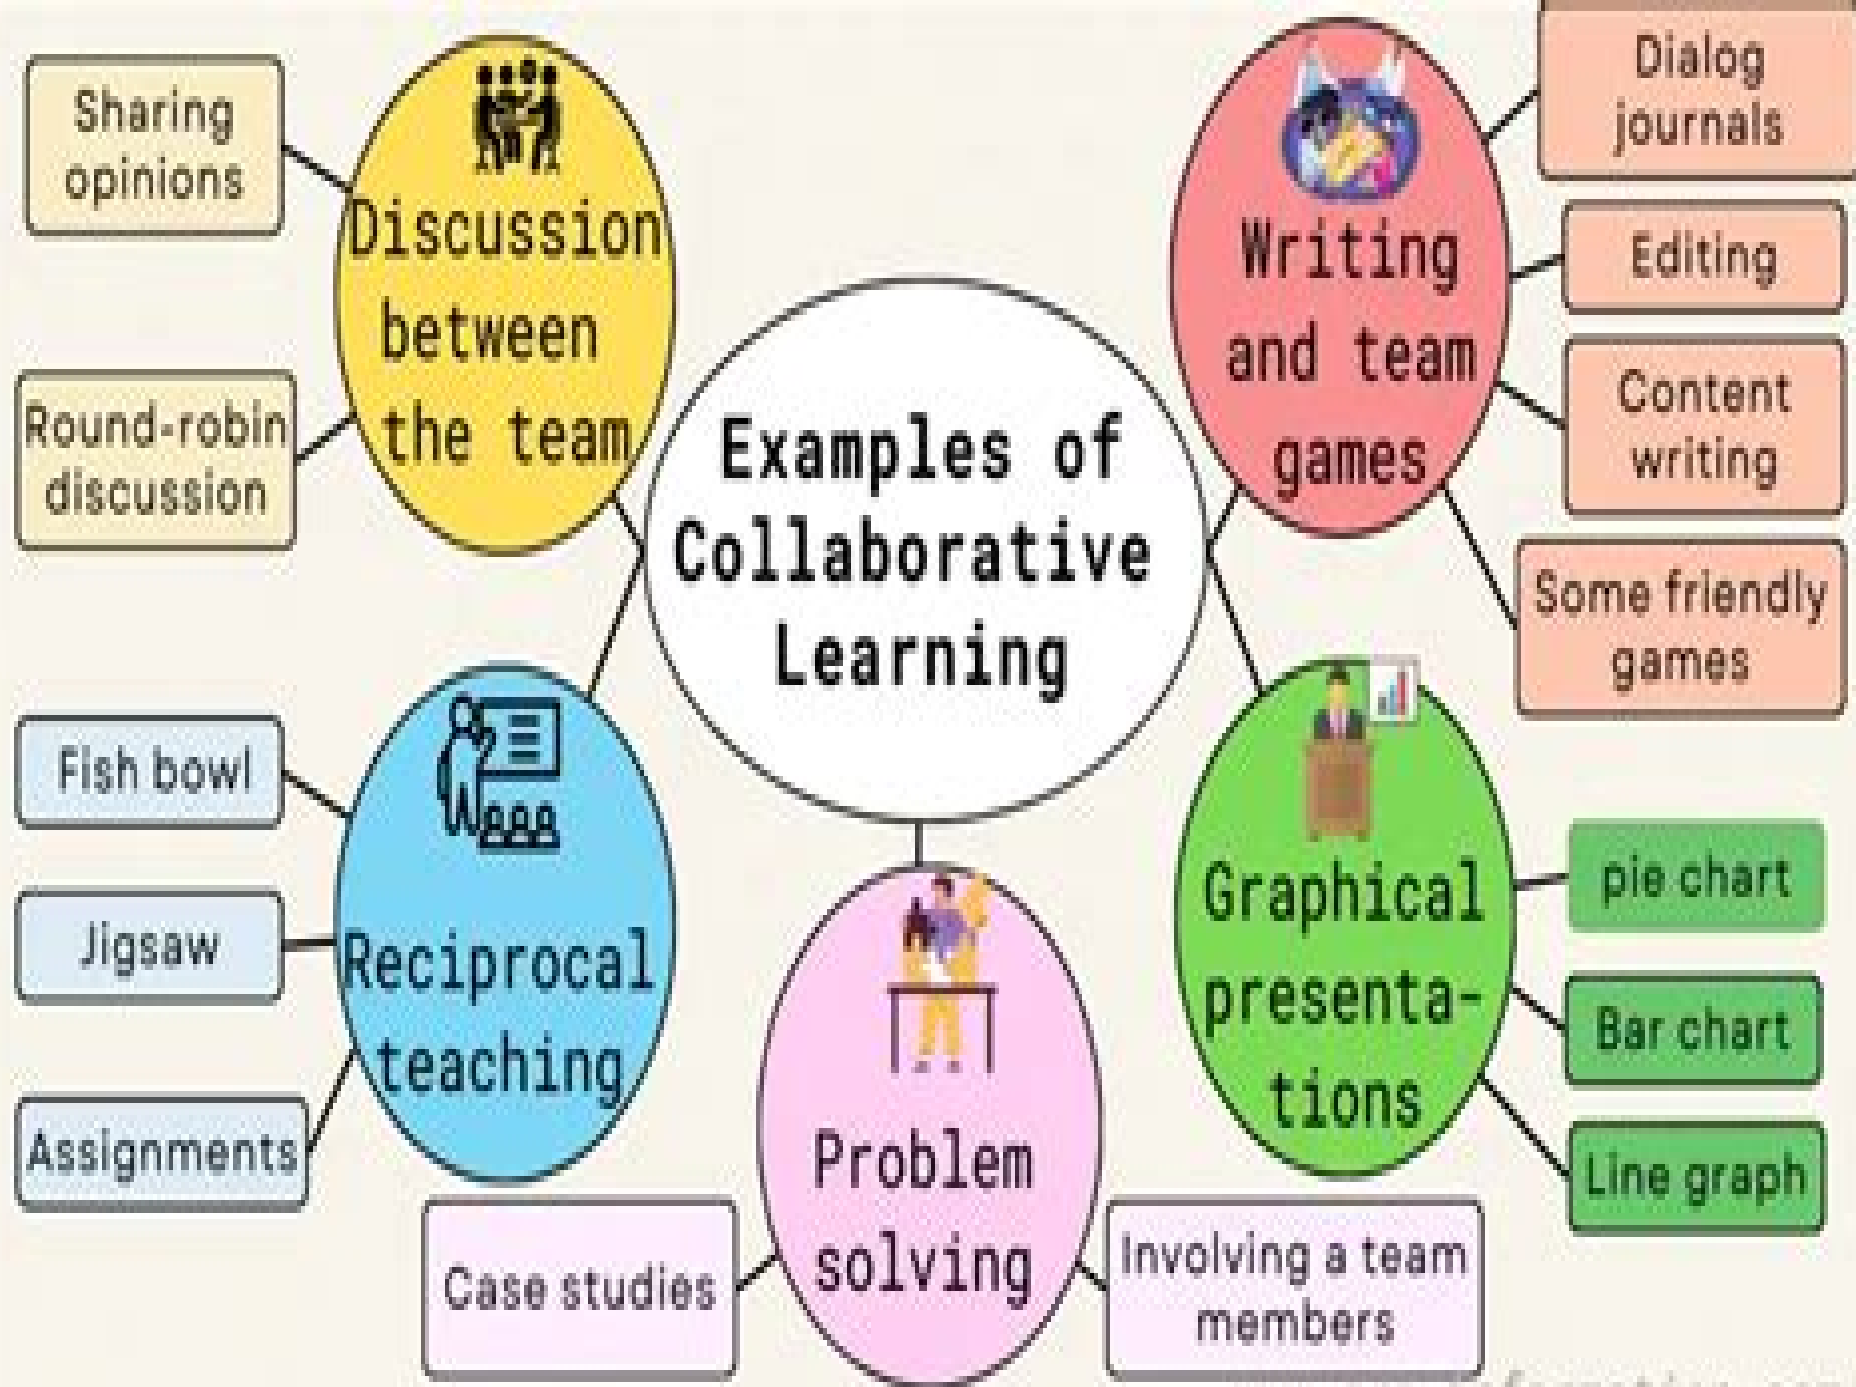 Examples of
Collaborative
Learning
Discussion
between
the team
Sharing
opinions
Round-robin
discussion
Writing
and team
games
Dialog
journals
Editing
Content
writing
Some friendly
games
Reciprocal
teaching
Fish bowl
Jigsaw
Assignments
Problem
solving
Case studies
Involving a team
members
Graphical
presenta-
tions
pie chart
Bar chart
Line graph